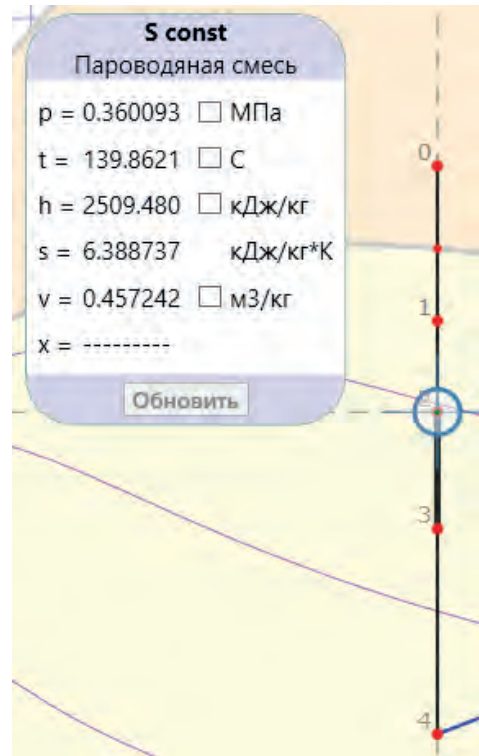 S const
Пароводяная смесь
p = 0.360093 МПа
t = 139.8621 С
h = 2509.480 кДж/кг
s = 6.388737 кДж/кг*К
v = 0.457242 м3/кг
x = ---------
Обновить
0
1
3
4